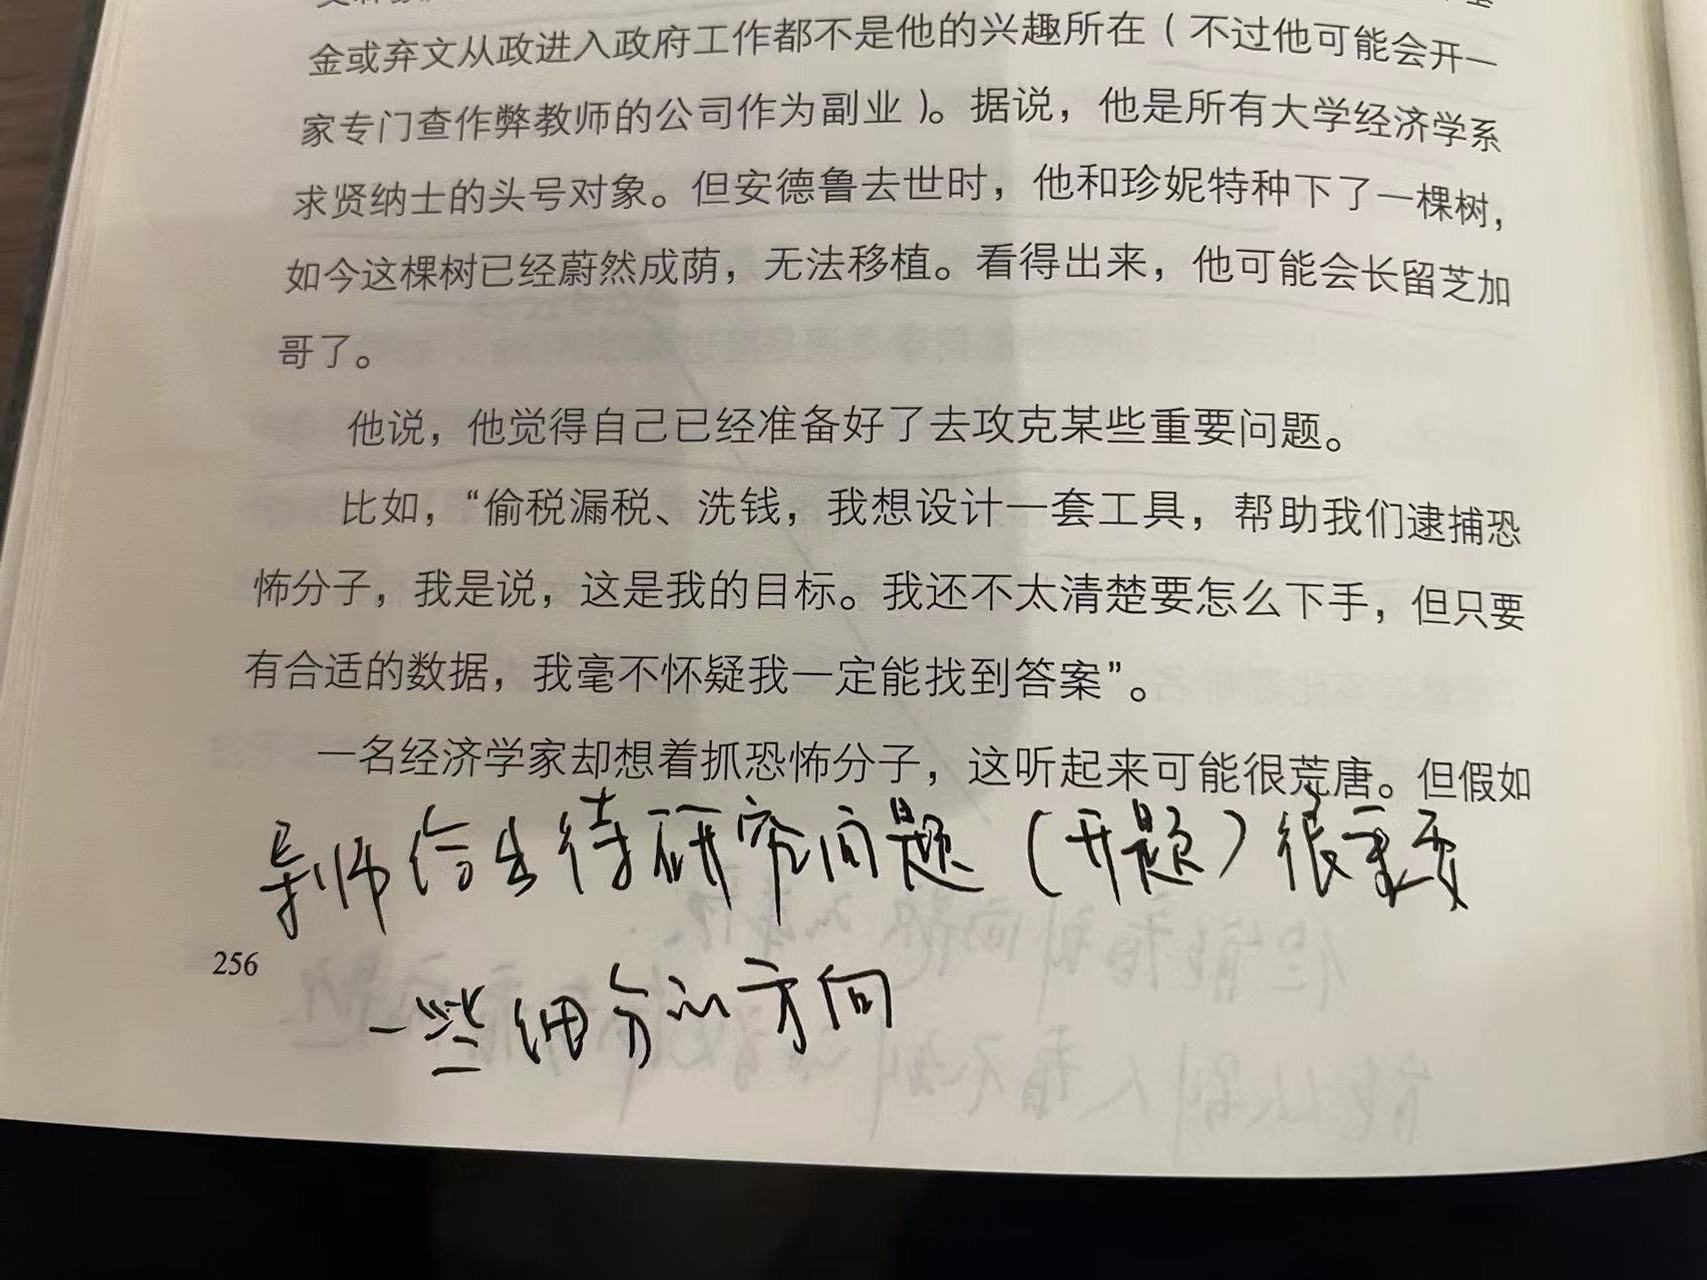 金或弃文从政进入政府工作都不是他的兴趣所在（不过他可能会开一
家专门查作弊教师的公司作为副业）。据说，他是所有大学经济学系
求贤纳士的头号对象。但安德鲁去世时，他和珍妮特种下了一棵树，
如今这棵树已经蔚然成荫，无法移植。看得出来，他可能会长留芝加
哥了。
他说，他觉得自己已经准备好了去攻克某些重要问题。
比如，“偷税漏税、洗钱，我想设计一套工具，帮助我们逮捕恐
怖分子，我是说，这是我的目标。我还不太清楚要怎么下手，但只要
有合适的数据，我毫不怀疑我一定能找到答案”。
一名经济学家却想着抓恐怖分子，这听起来可能很荒唐。但假如
导师给出待研究问题（开题）很重要
256
一些细分的方向